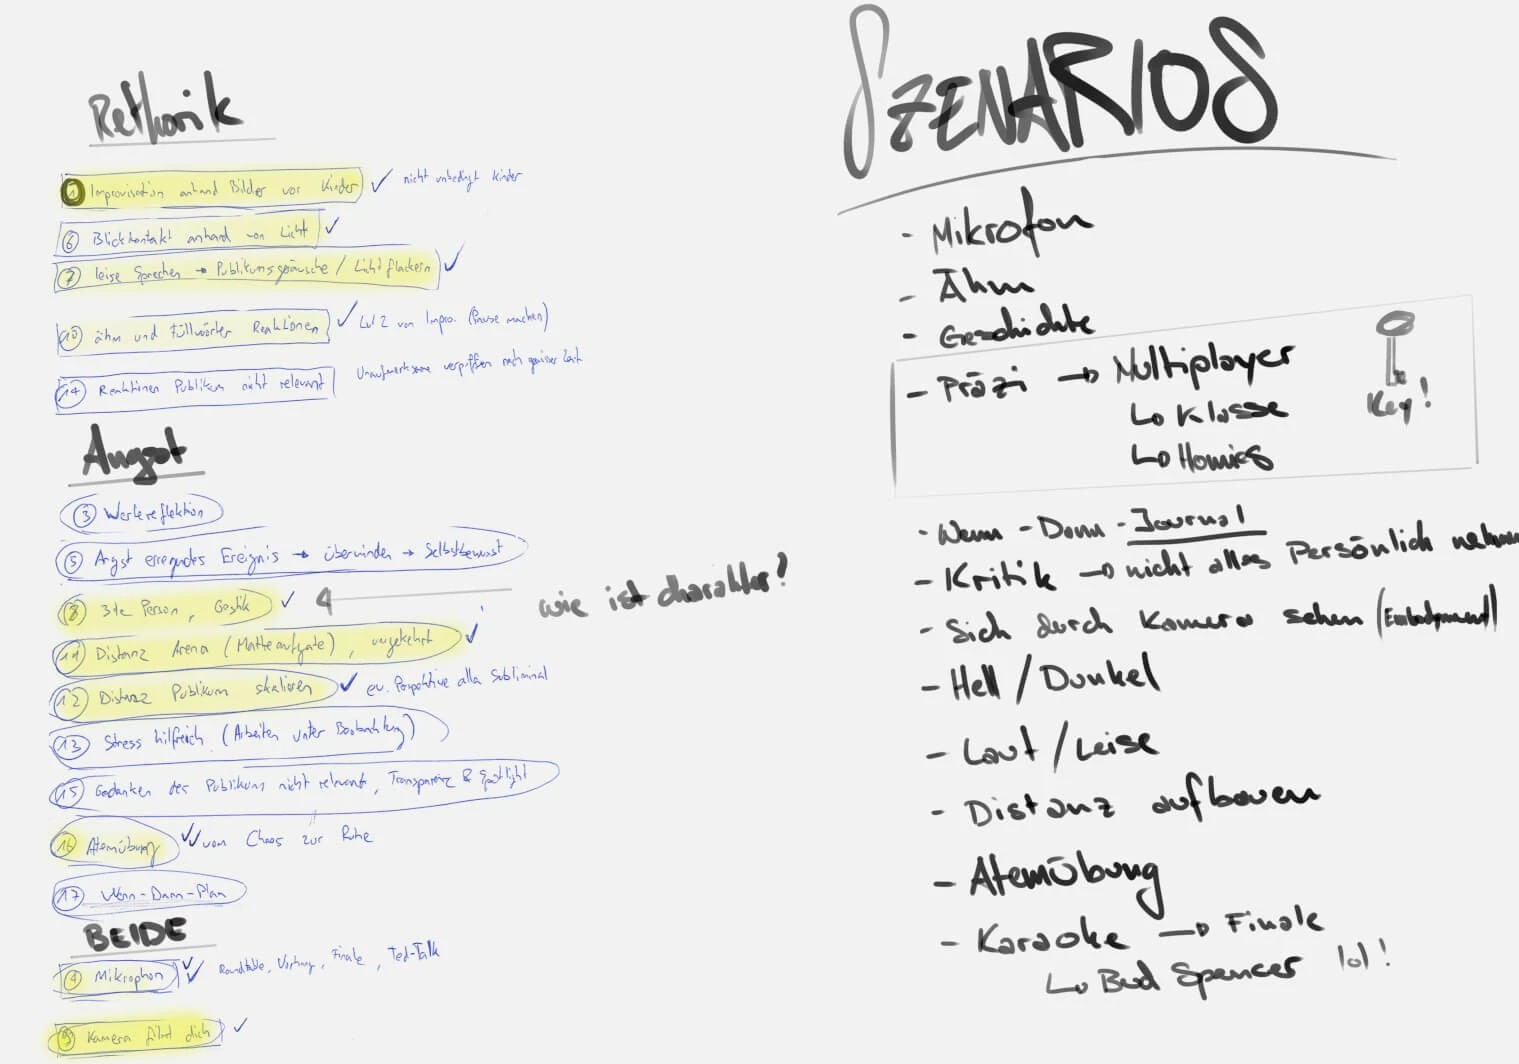 Rethorik
1 Improvisation anhand Bilder vor Kinder ✓ nicht unbedingt Kinder
6 Blickkontakt anhand von Licht ✓
7 leise Sprechen → Publikumsgeräusche / Licht flackern ✓
10 ähm und Füllwörter Reaktionen ✓ Lvl 2 von Impro. (Pause machen)
14 Reaktionen Publikum nicht relevant Unaufmerksame verpuffen nach gewisser Zeit
Angst
3 Wertereflektion
5 Angst erregendes Ereignis → überwinden → Selbstbewusst
8 3te Person, Gestik ✓ wie ist charakter?
11 Distanz Arena (Matheaufgabe), umgekehrt ✓
12 Distanz Publikum skalieren ✓ ev. Perspektive alla Subliminal
13 Stress hilfreich (Arbeiten unter Beobachtung)
15 Gedanken des Publikums nicht relevant, Transparenz & Spotlight
16 Atemübung ✓✓ vom Chaos zur Ruhe
17 Wenn-Dann-Plan
BEIDE
Mikrophon ✓✓ Roundtable, Vortrag, Finale, Ted-Talk
9 Kamera filmt dich ✓
SZENARIOS
- Mikrofon
- Ähm
- Geschichte
- Präzi → Multiplayer
↳ Klasse
↳ Homies
Key!
- Wenn - Dann - Journal
- Kritik → nicht alles Persönlich nehmen
- Sich durch Kamera sehen (Embodyment)
- Hell / Dunkel
- Laut / Leise
- Distanz aufbauen
- Atemübung
- Karaoke → Finale
↳ Bud Spencer lol!